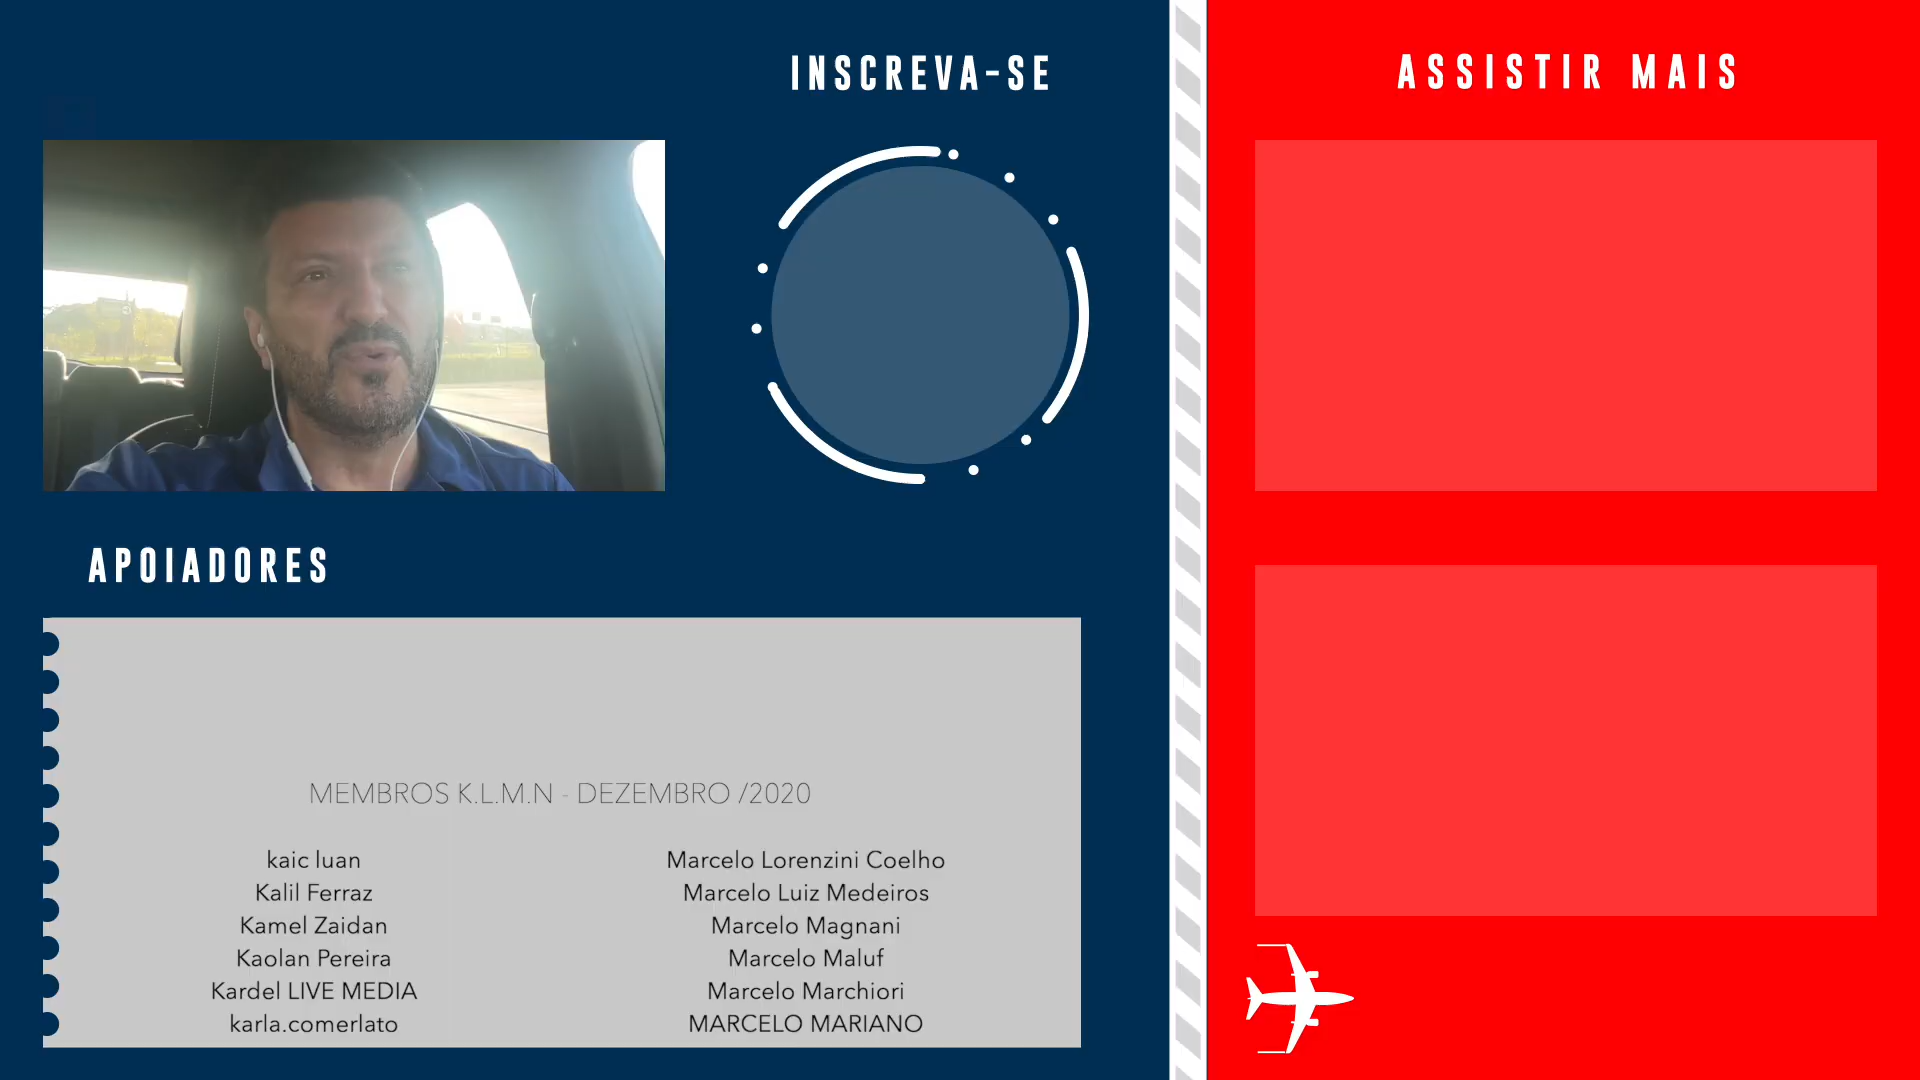 INSCREVA-SE
ASSISTIR MAIS
APOIADORES
MEMBROS K.L.M.N - DEZEMBRO /2020
kaic luan
Kalil Ferraz
Kamel Zaidan
Kaolan Pereira
Kardel LIVE MEDIA
karla.comerlato
Marcelo Lorenzini Coelho
Marcelo Luiz Medeiros
Marcelo Magnani
Marcelo Maluf
Marcelo Marchiori
MARCELO MARIANO